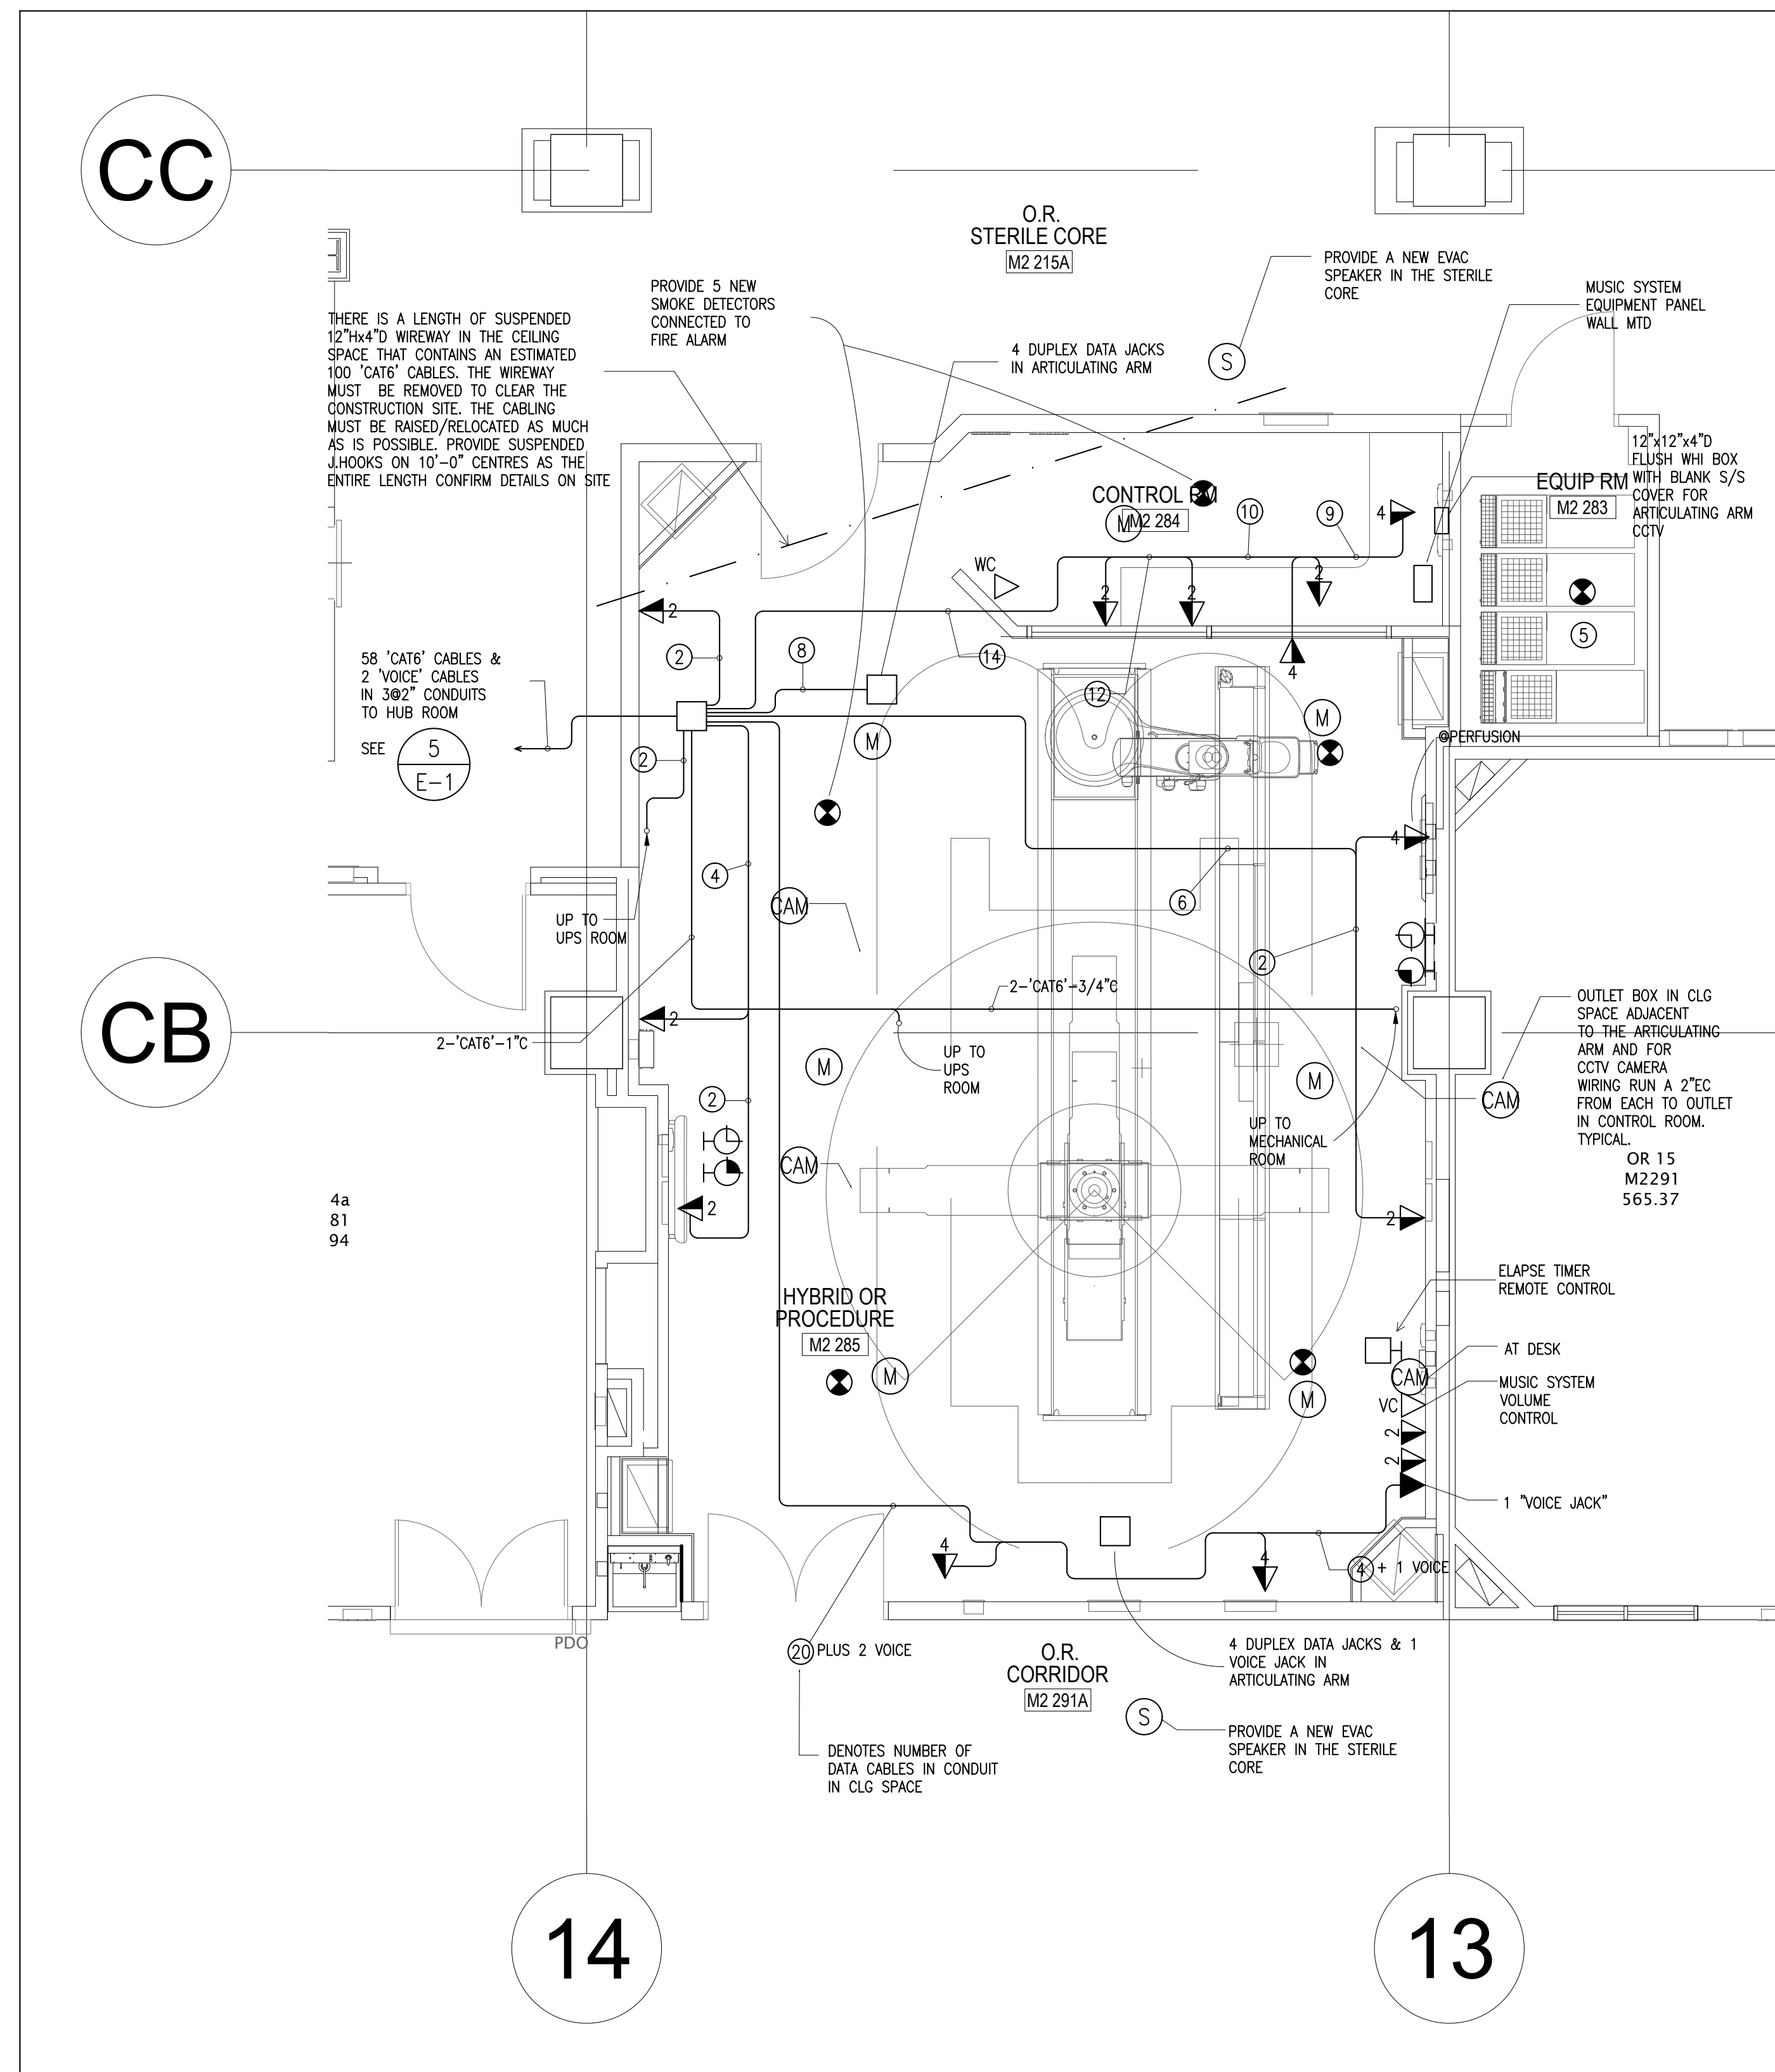 CC
O.R.
STERILE CORE
M2 215A
PROVIDE A NEW EVAC
SPEAKER IN THE STERILE
CORE
S
PROVIDE 5 NEW
SMOKE DETECTORS
CONNECTED TO
FIRE ALARM
MUSIC SYSTEM
EQUIPMENT PANEL
WALL MTD
THERE IS A LENGTH OF SUSPENDED
12"Hx4"D WIREWAY IN THE CEILING
SPACE THAT CONTAINS AN ESTIMATED
100 'CAT6' CABLES. THE WIREWAY
MUST BE REMOVED TO CLEAR THE
CONSTRUCTION SITE. THE CABLING
MUST BE RAISED/RELOCATED AS MUCH
AS IS POSSIBLE. PROVIDE SUSPENDED
J.HOOKS ON 10'-0" CENTRES AS THE
ENTIRE LENGTH CONFIRM DETAILS ON SITE
4 DUPLEX DATA JACKS
IN ARTICULATING ARM
12"x12"x4"D
FLUSH WHI BOX
WITH BLANK S/S
COVER FOR
ARTICULATING ARM
CCTV
EQUIP RM
M2 283
CONTROL RM
M2 284
M
10
9
4
WC
2
2
2
2
5
4
58 'CAT6' CABLES &
2 'VOICE' CABLES
IN 3@2" CONDUITS
TO HUB ROOM
SEE
5
E-1
2
8
14
12
M
M
@PERFUSION
2
4
4
CAM
6
UP TO
UPS ROOM
2
2-'CAT6'-3/4"C
CB
2
2-'CAT6'-1"C
UP TO
UPS
ROOM
M
M
OUTLET BOX IN CLG
SPACE ADJACENT
TO THE ARTICULATING
ARM AND FOR
CCTV CAMERA
WIRING RUN A 2"EC
FROM EACH TO OUTLET
IN CONTROL ROOM.
TYPICAL.
CAM
2
UP TO
MECHANICAL
ROOM
OR 15
M2291
565.37
CAM
2
2
4a
81
94
ELAPSE TIMER
REMOTE CONTROL
HYBRID OR
PROCEDURE
M2 285
M
M
AT DESK
CAM
MUSIC SYSTEM
VOLUME
CONTROL
VC
2
2
1 "VOICE JACK"
4
4
4 + 1 VOICE
PDO
20 PLUS 2 VOICE
O.R.
CORRIDOR
M2 291A
4 DUPLEX DATA JACKS & 1
VOICE JACK IN
ARTICULATING ARM
S
PROVIDE A NEW EVAC
SPEAKER IN THE STERILE
CORE
DENOTES NUMBER OF
DATA CABLES IN CONDUIT
IN CLG SPACE
14
13